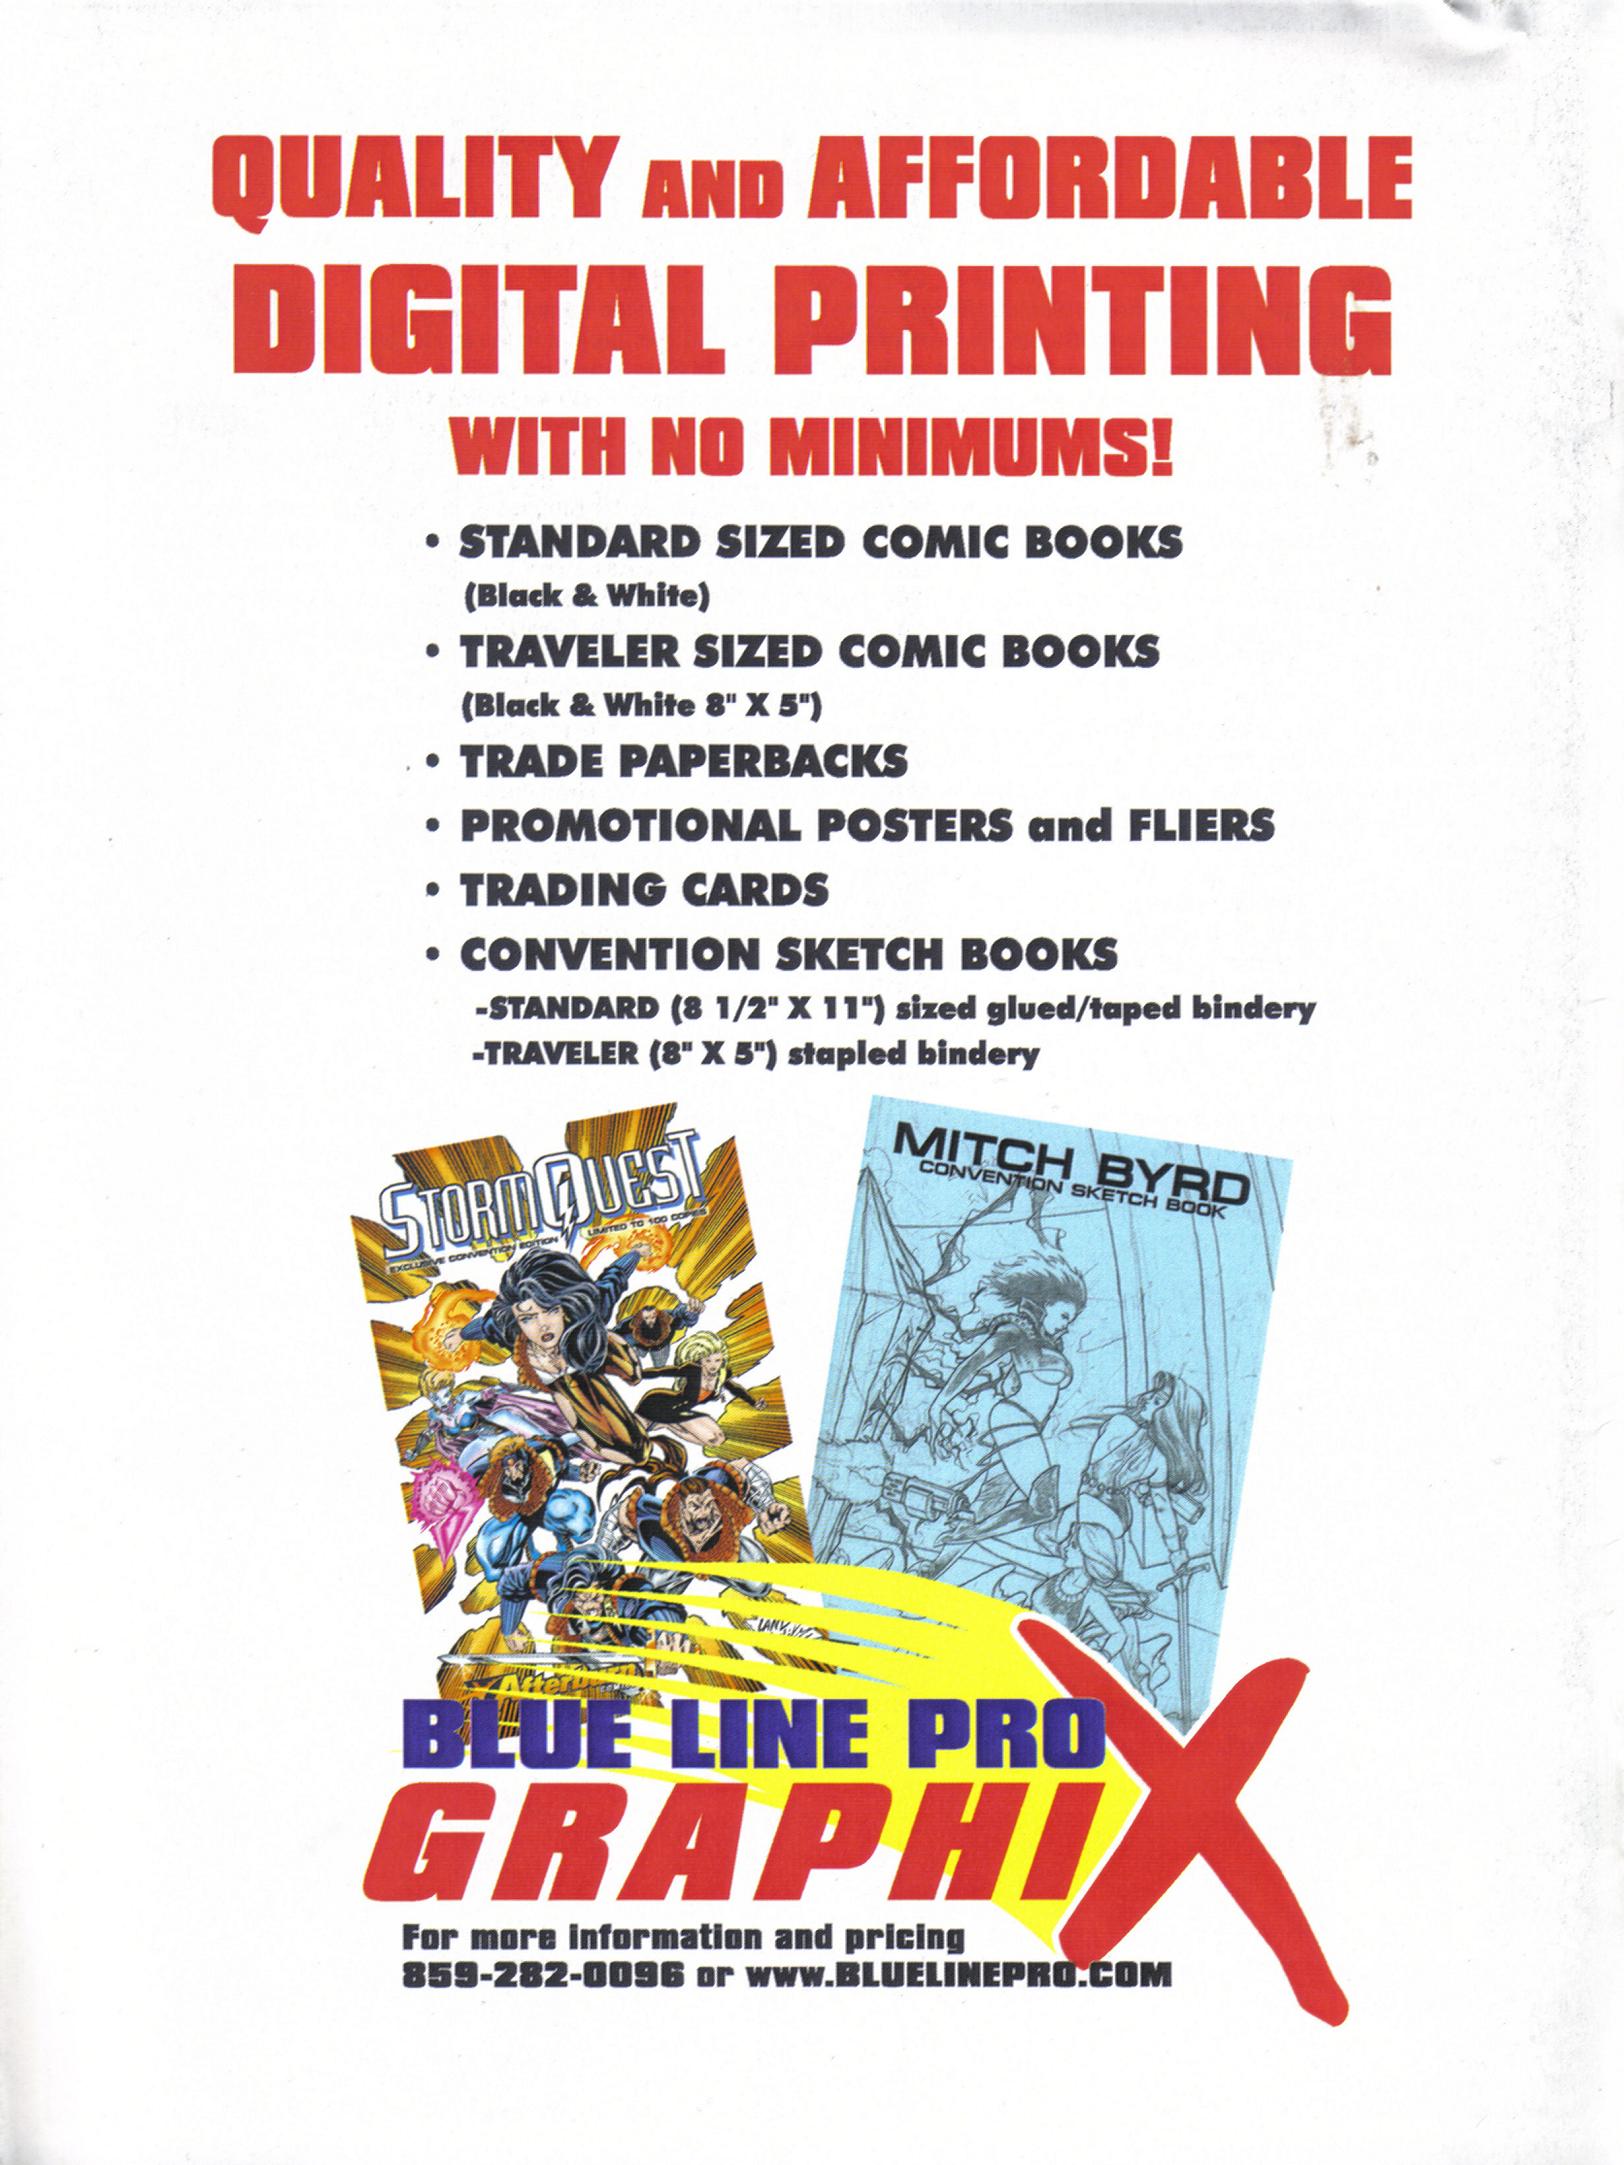 QUALITY AND AFFORDABLE
DIGITAL PRINTING
WITH NO MINIMUMS!
• STANDARD SIZED COMIC BOOKS
(Black & White)
• TRAVELER SIZED COMIC BOOKS
(Black & White 8" X 5")
• TRADE PAPERBACKS
• PROMOTIONAL POSTERS and FLIERS
• TRADING CARDS
• CONVENTION SKETCH BOOKS
-STANDARD (8 1/2" X 11") sized glued/taped bindery
-TRAVELER (8" X 5") stapled bindery
STORMQUEST
EXCLUSIVE CONVENTION EDITION LIMITED TO 100 COPIES
MITCH BYRD
CONVENTION SKETCH BOOK
Afterburn
BLUE LINE PRO
GRAPHIX
For more information and pricing
859-282-0096 or www.BLUELINEPRO.COM